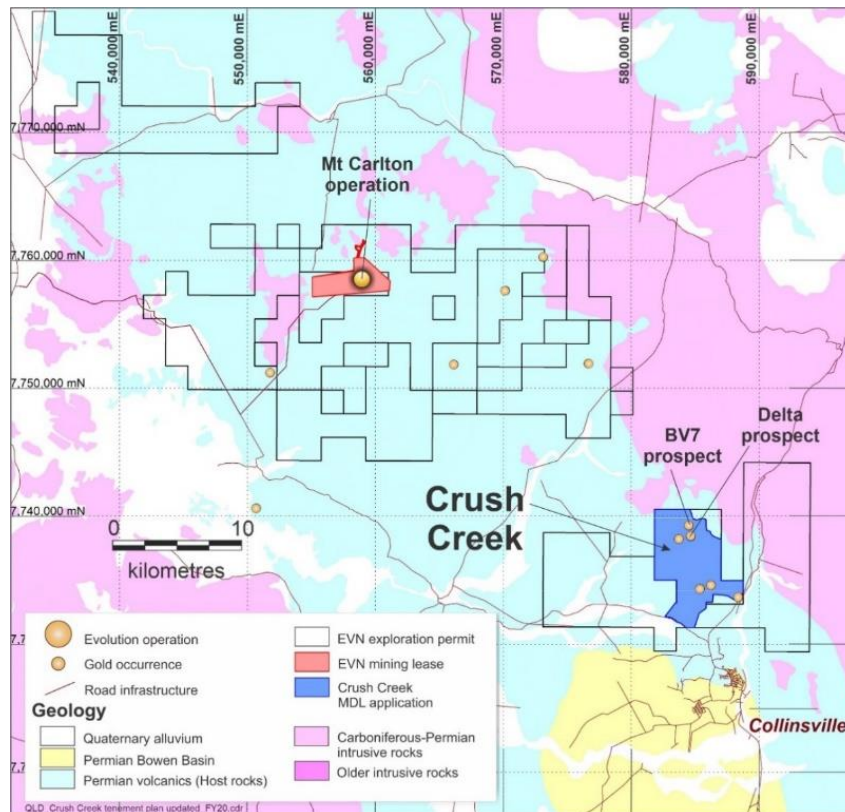 540,000 mE
550,000 mE
560,000 mE
570,000 mE
580,000 mE
590,000 mE
7,770,000 mN
Mt Carlton
operation
7,760,000 mN
7,750,000 mN
Delta
prospect
BV7
prospect
7,740,000 mN
Crush
Creek
0 10
kilometres
Evolution operation
Gold occurrence
Road infrastructure
Geology
Quaternary alluvium
Permian Bowen Basin
Permian volcanics (Host rocks)
EVN exploration permit
EVN mining lease
Crush Creek
MDL application
Carboniferous-Permian
intrusive rocks
Older intrusive rocks
Collinsville
QLD_Crush Creek tenement plan updated_FY20.cdr